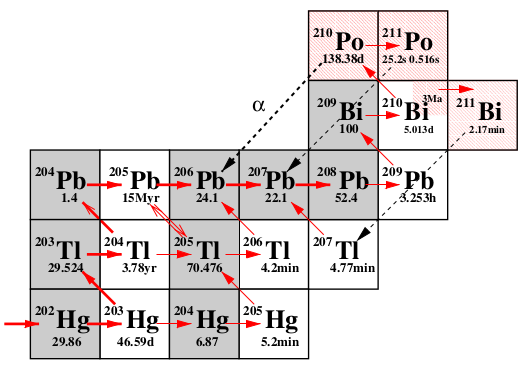 210Po 211Po
138.38d 25.2s 0.516s
α
209Bi 210Bi 3Ma 211Bi
100 5.013d 2.17min
204Pb 205Pb 206Pb 207Pb 208Pb 209Pb
1.4 15Myr 24.1 22.1 52.4 3.253h
203Tl 204Tl 205Tl 206Tl 207Tl
29.524 3.78yr 70.476 4.2min 4.77min
202Hg 203Hg 204Hg 205Hg
29.86 46.59d 6.87 5.2min